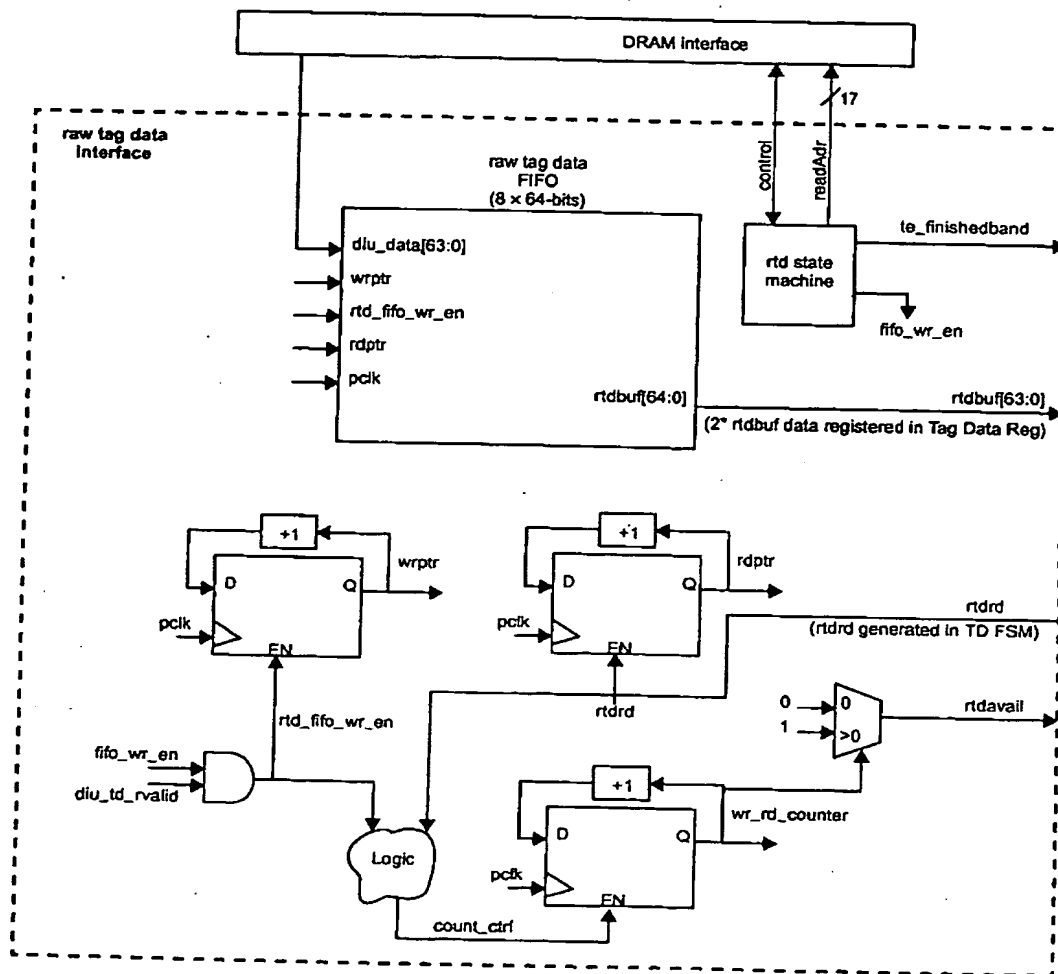 DRAM interface
17
raw tag data
interface
control
readAdr
raw tag data
FIFO
(8 × 64-bits)
diu_data[63:0]
wrptr
rtd_fifo_wr_en
rdptr
pclk
rtdbuf[64:0]
rtd state
machine
te_finishedband
fifo_wr_en
rtdbuf[63:0]
(2* rtdbuf data registered in Tag Data Reg)
+1
wrptr
D
Q
pclk
EN
+1
rdptr
D
Q
pclk
EN
rtdrd
(rtdrd generated in TD FSM)
rtd_fifo_wr_en
rtdrd
0
0
1
>0
rtdavail
fifo_wr_en
diu_td_rvalid
+1
wr_rd_counter
D
Q
Logic
pclk
EN
count_ctrl